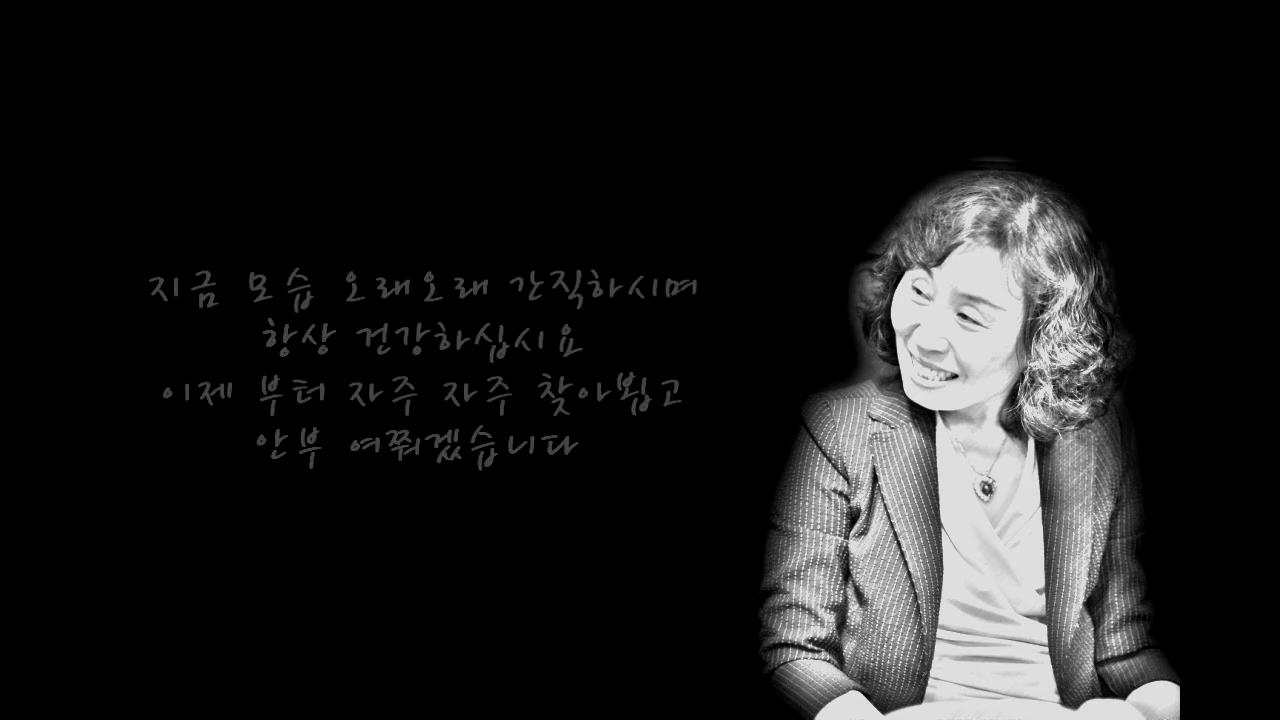 지금 모습 오래오래 간직하시며
항상 건강하십시요
이제 부터 자주 자주 찾아뵙고
안부 여쭤겠습니다